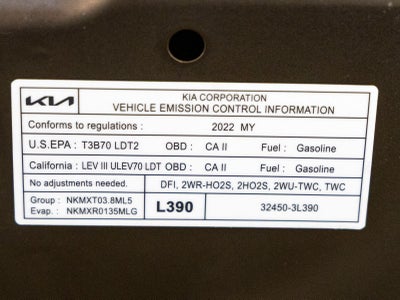 KIA
KIA CORPORATION
VEHICLE EMISSION CONTROL INFORMATION
Conforms to regulations : 2022 MY
U.S.EPA : T3B70 LDT2 OBD : CA II Fuel : Gasoline
California : LEV III ULEV70 LDT OBD : CA II Fuel : Gasoline
No adjustments needed. DFI, 2WR-HO2S, 2HO2S, 2WU-TWC, TWC
Group : NKMXT03.8ML5
Evap. : NKMXR0135MLG
L390
32450-3L390